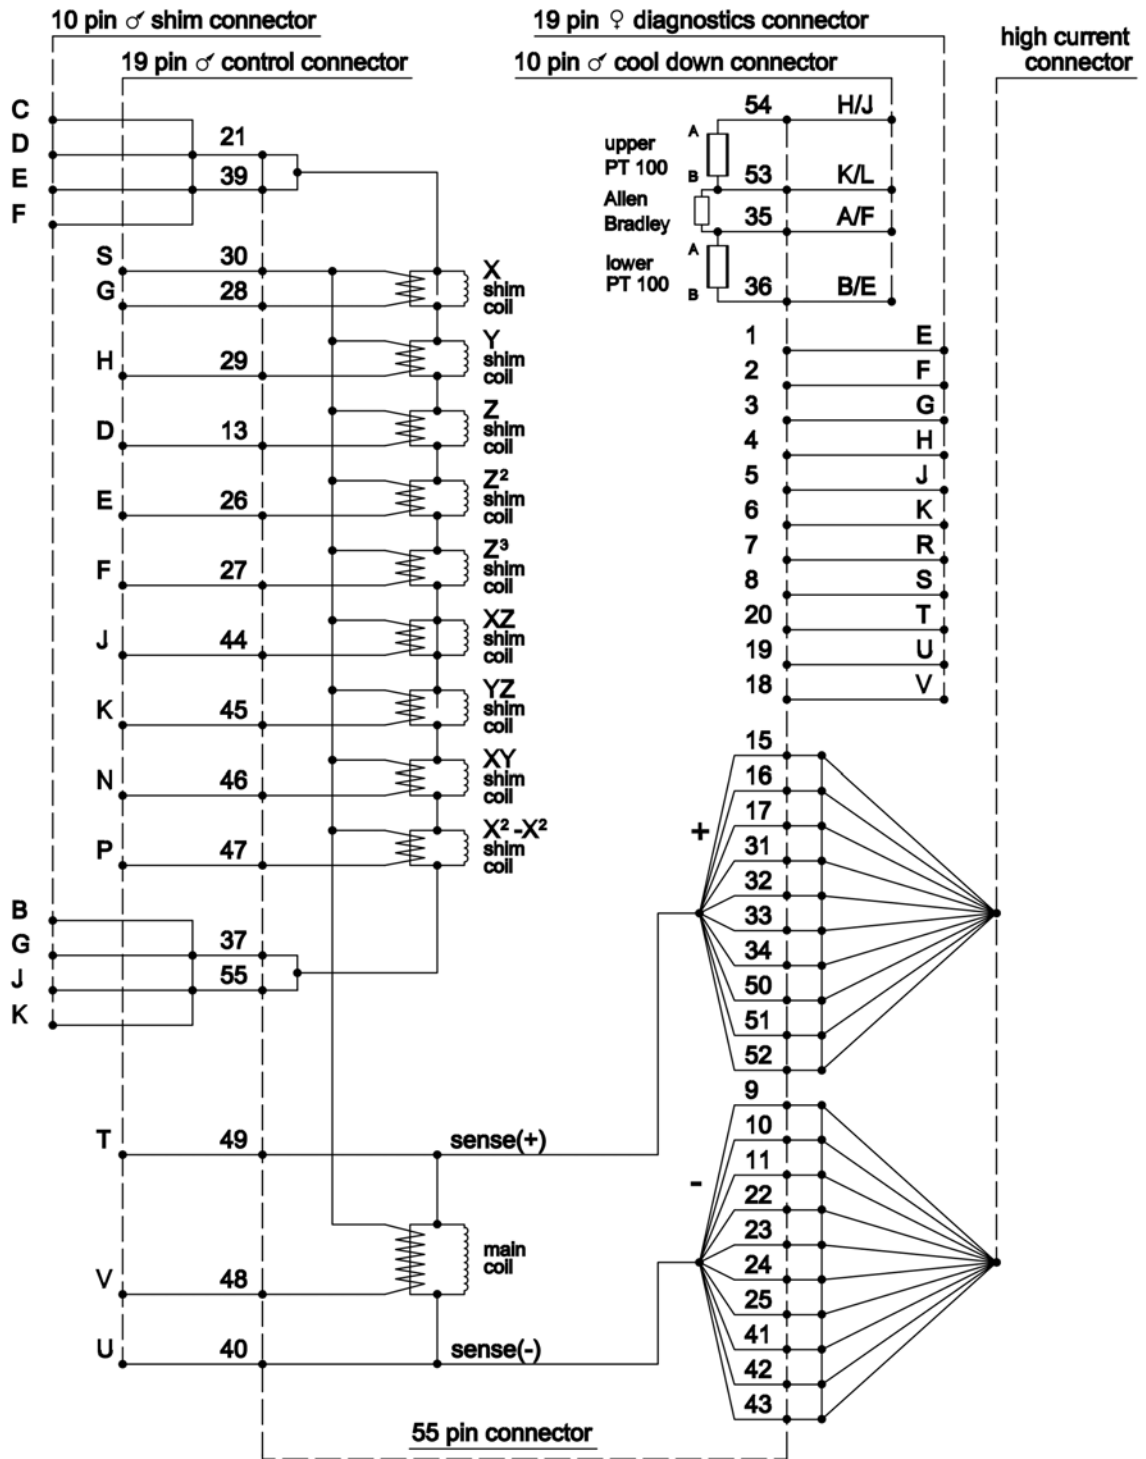 10 pin ♂ shim connector
19 pin ♀ diagnostics connector
high current
connector
19 pin ♂ control connector
10 pin ♂ cool down connector
C
D
E
F
21
39
S 30
G 28
X
shim
coil
H 29
Y
shim
coil
D 13
Z
shim
coil
E 26
Z²
shim
coil
F 27
Z³
shim
coil
J 44
XZ
shim
coil
K 45
YZ
shim
coil
N 46
XY
shim
coil
P 47
X² -X²
shim
coil
B
G
J
K
37
55
T 49 sense(+)
main
coil
V 48
U 40 sense(-)
55 pin connector
54 H/J
A
upper
PT 100
B
53 K/L
Allen
Bradley
35 A/F
A
lower
PT 100
B
36 B/E
1 E
2 F
3 G
4 H
5 J
6 K
7 R
8 S
20 T
19 U
18 V
+
15
16
17
31
32
33
34
50
51
52
-
9
10
11
22
23
24
25
41
42
43